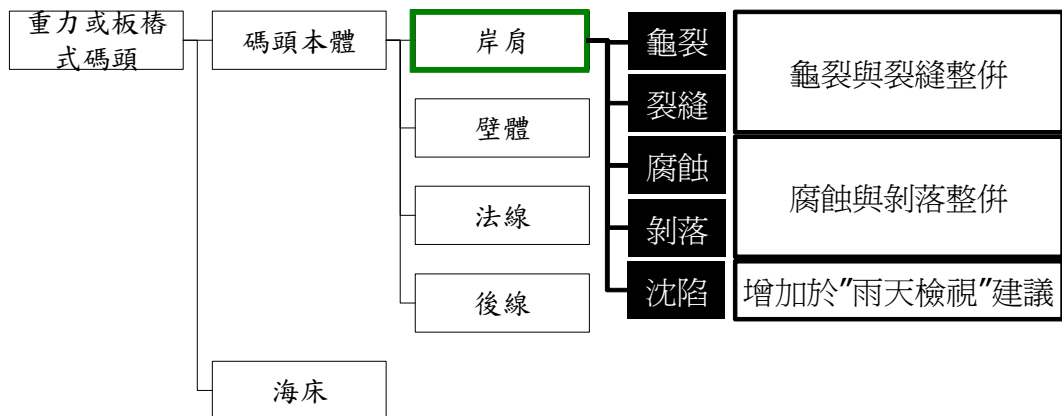 重力或板樁
式碼頭
碼頭本體
岸肩
龜裂
龜裂與裂縫整併
裂縫
壁體
腐蝕
腐蝕與剝落整併
法線
剝落
後線
沈陷
增加於"雨天檢視"建議
海床